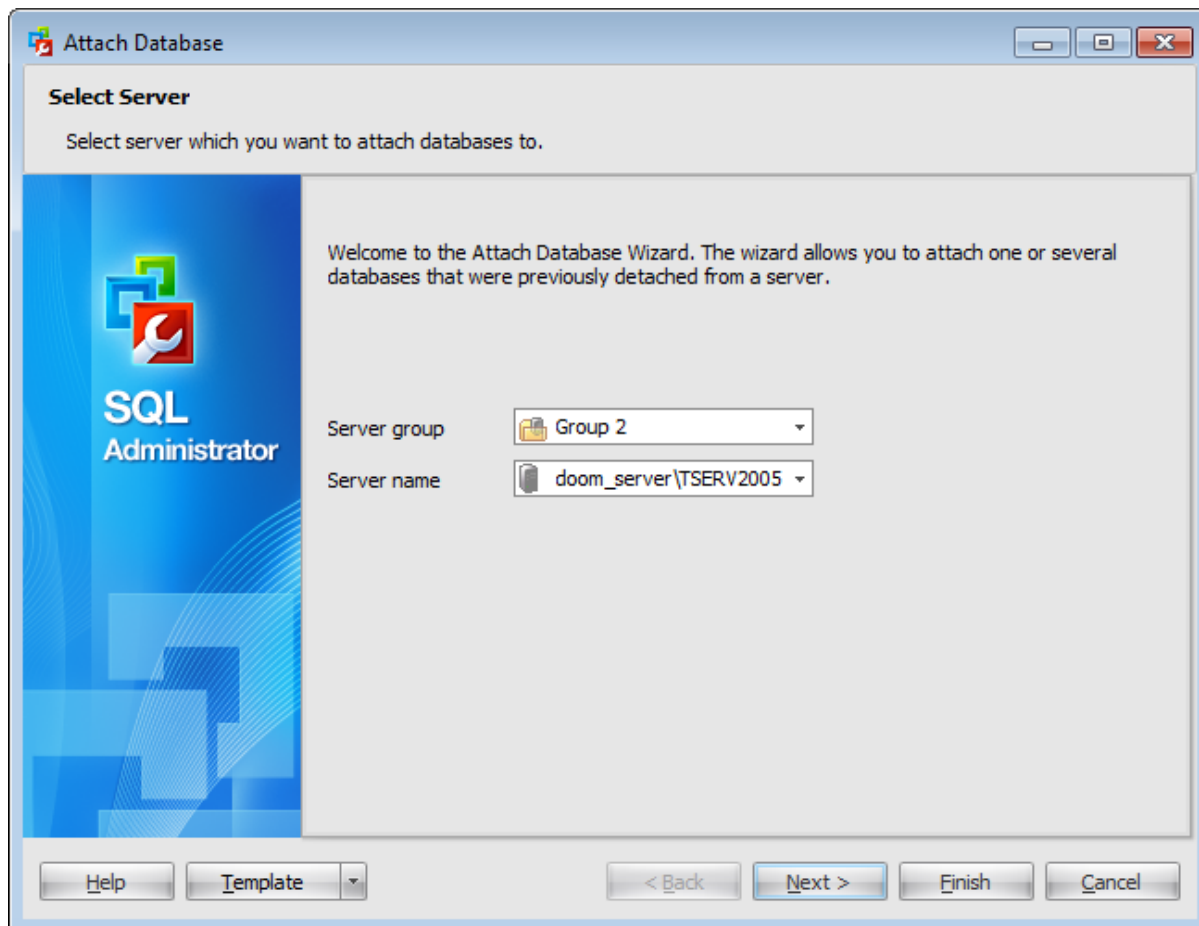 Attach Database
Select Server
Select server which you want to attach databases to.
SQL
Administrator
Welcome to the Attach Database Wizard. The wizard allows you to attach one or several
databases that were previously detached from a server.
Server group
Group 2
Server name
doom_server\TSERV2005
Help
Template
< Back
Next >
Finish
Cancel